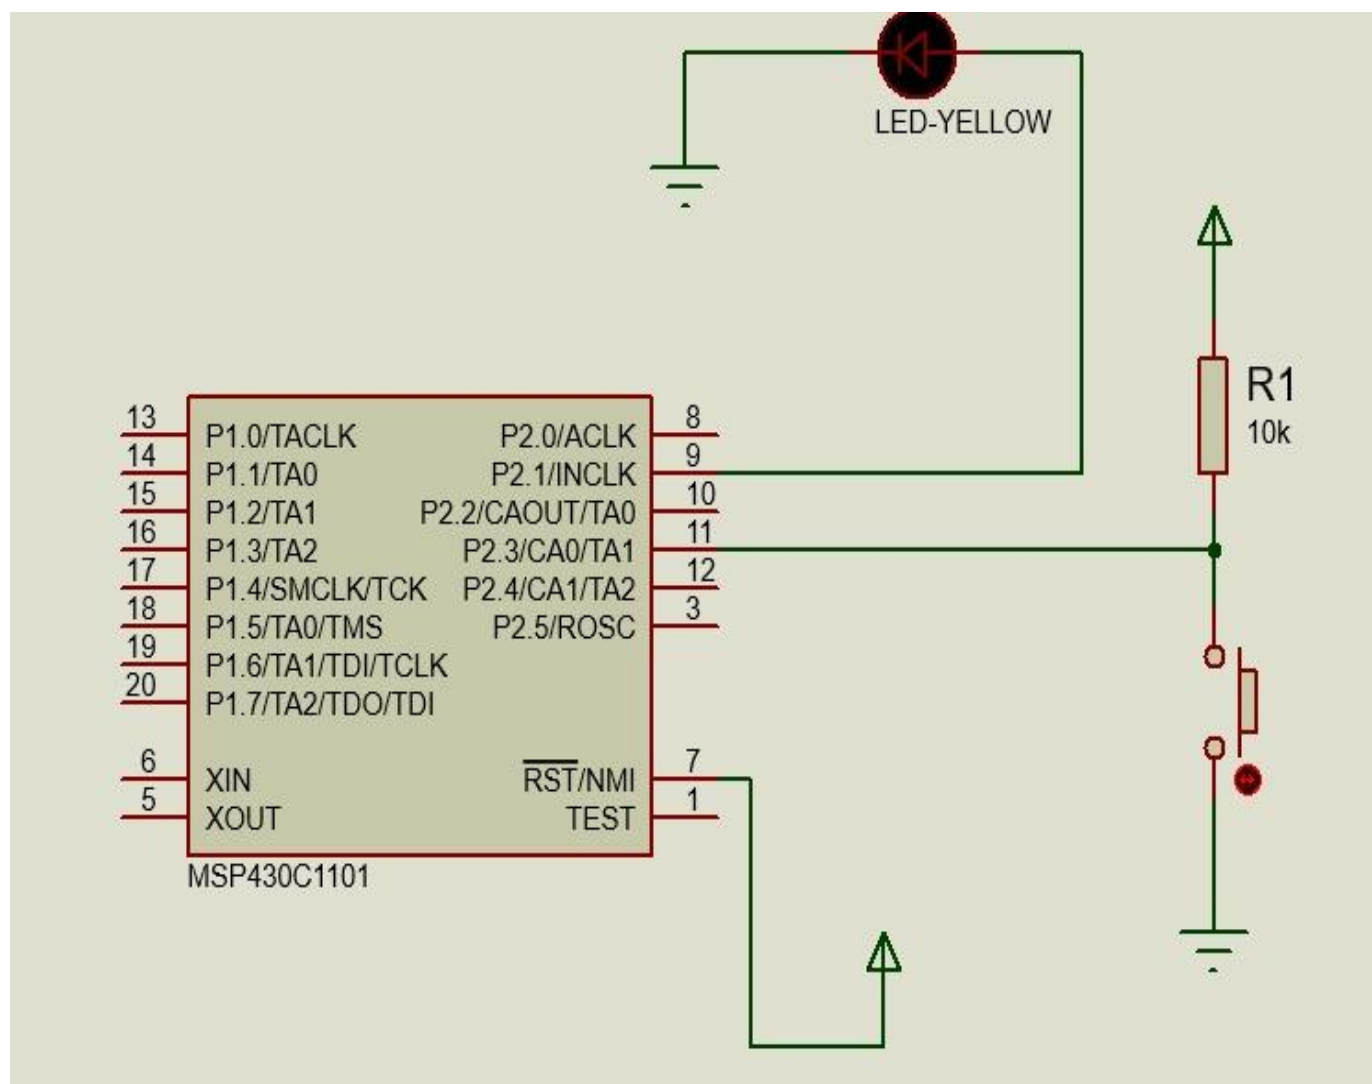 LED-YELLOW
R1
10k
13 P1.0/TACLK P2.0/ACLK 8
14 P1.1/TA0 P2.1/INCLK 9
15 P1.2/TA1 P2.2/CAOUT/TA0 10
16 P1.3/TA2 P2.3/CA0/TA1 11
17 P1.4/SMCLK/TCK P2.4/CA1/TA2 12
18 P1.5/TA0/TMS P2.5/ROSC 3
19 P1.6/TA1/TDI/TCLK
20 P1.7/TA2/TDO/TDI
6 XIN RST/NMI 7
5 XOUT TEST 1
MSP430C1101